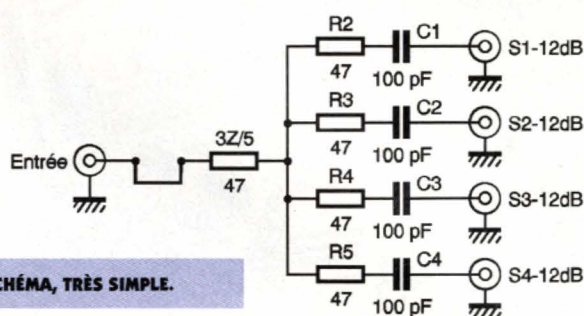 R2
C1
S1-12dB
47
100 pF
R3
C2
S2-12dB
47
100 pF
Entrée
3Z/5
47
R4
C3
S3-12dB
47
100 pF
R5
C4
S4-12dB
47
100 pF
CHÉMA, TRÈS SIMPLE.